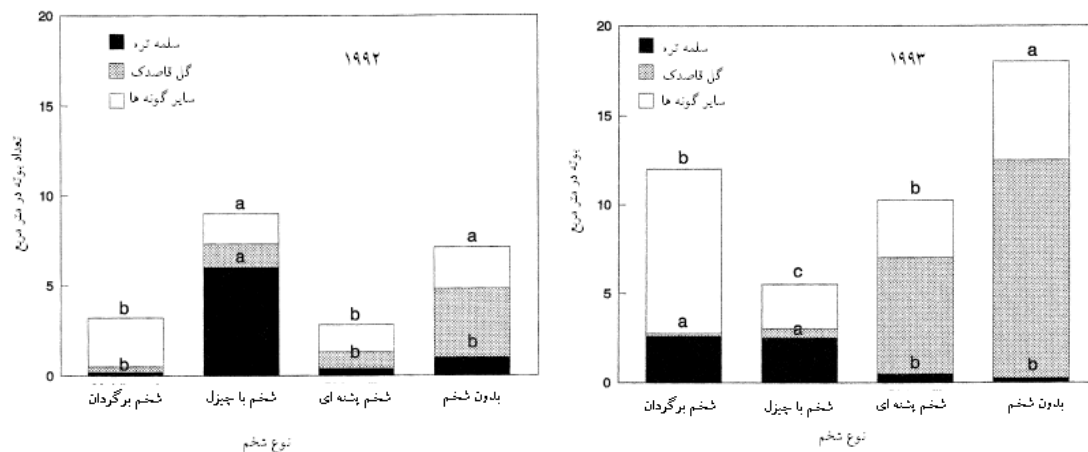 20
15
10
5
0
سلمه تره
گل قاصدک
سایر گونه ها
۱۹۹۲
تعداد بوته در متر مربع
b
b
a
a
b
b
a
b
شخم برگردان
شخم با چیزل
شخم پشته ای
بدون شخم
نوع شخم
20
15
10
5
0
سلمه تره
گل قاصدک
سایر گونه ها
۱۹۹۳
بوته در متر مربع
b
a
c
a
b
b
a
b
شخم برگردان
شخم با چیزل
شخم پشته ای
بدون شخم
نوع شخم